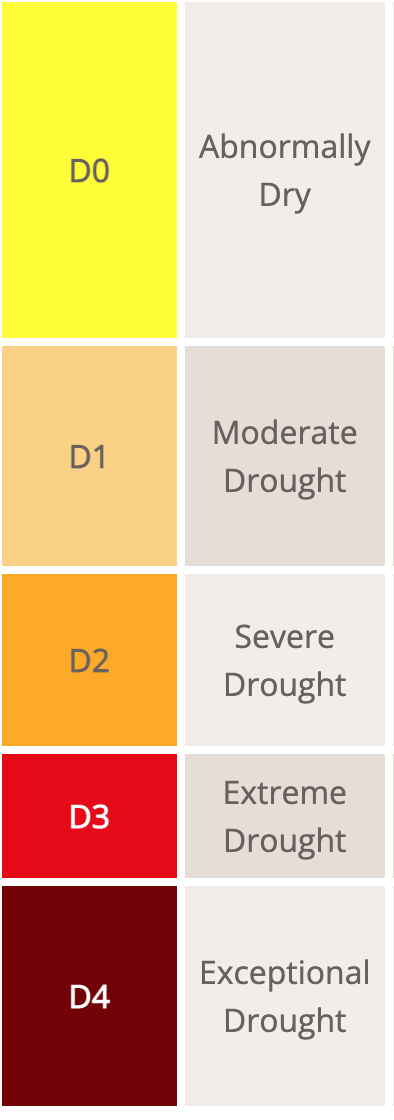 D0
Abnormally
Dry
D1
Moderate
Drought
D2
Severe
Drought
D3
Extreme
Drought
D4
Exceptional
Drought